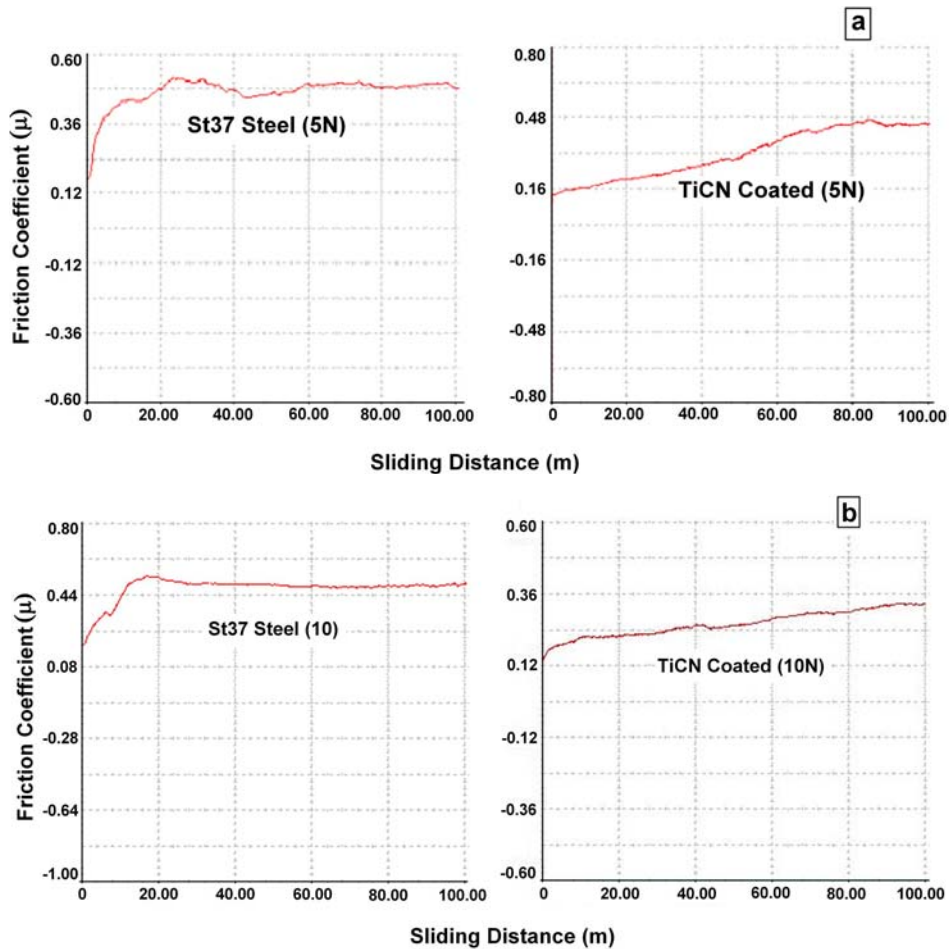 a
0.60
0.36
0.12
-0.12
-0.36
-0.60
Friction Coefficient (μ)
St37 Steel (5N)
0 20.00 40.00 60.00 80.00 100.00
0.80
0.48
0.16
-0.16
-0.48
-0.80
TiCN Coated (5N)
0 20.00 40.00 60.00 80.00 100.00
Sliding Distance (m)
b
0.80
0.44
0.08
-0.28
-0.64
-1.00
Friction Coefficient (μ)
St37 Steel (10)
0 20.00 40.00 60.00 80.00 100.00
0.60
0.36
0.12
-0.12
-0.36
-0.60
TiCN Coated (10N)
0 20.00 40.00 60.00 80.00 100.00
Sliding Distance (m)